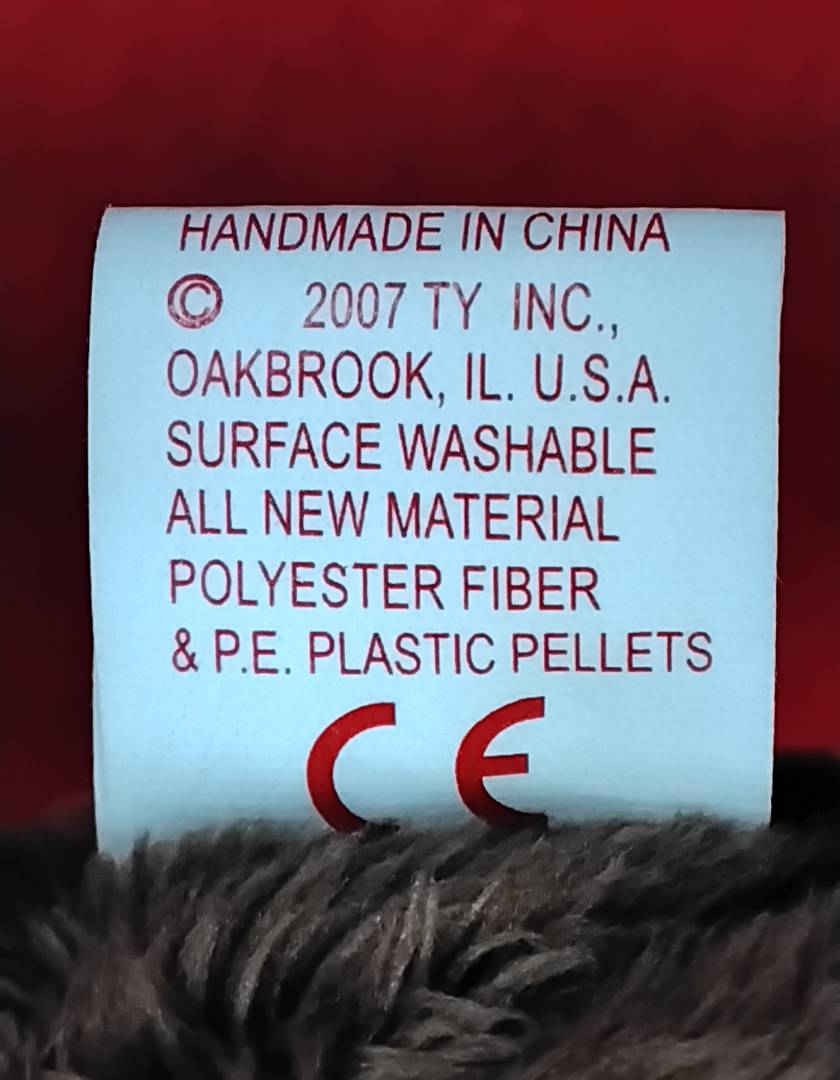 HANDMADE IN CHINA
© 2007 TY INC.,
OAKBROOK, IL. U.S.A.
SURFACE WASHABLE
ALL NEW MATERIAL
POLYESTER FIBER
& P.E. PLASTIC PELLETS
CE